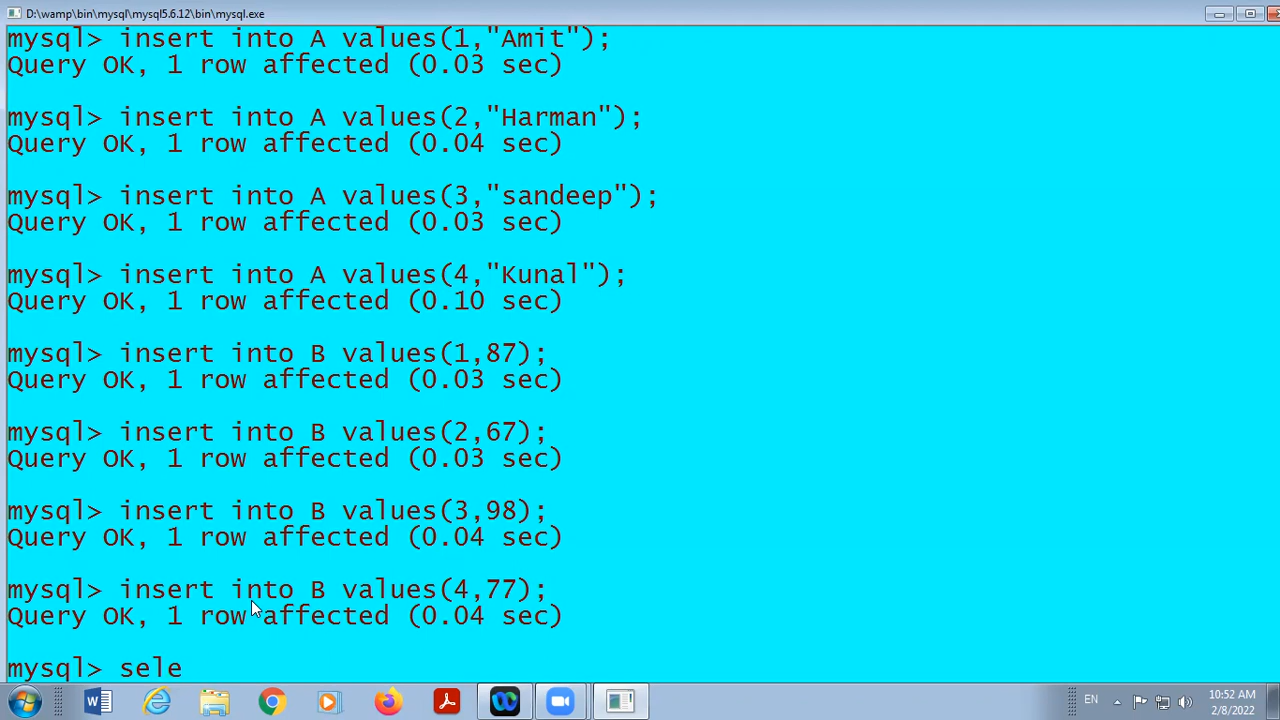 D:\wamp\bin\mysql\mysql5.6.12\bin\mysql.exe
mysql> insert into A values(1,"Amit");
Query OK, 1 row affected (0.03 sec)
mysql> insert into A values(2,"Harman");
Query OK, 1 row affected (0.04 sec)
mysql> insert into A values(3,"sandeep");
Query OK, 1 row affected (0.03 sec)
mysql> insert into A values(4,"Kunal");
Query OK, 1 row affected (0.10 sec)
mysql> insert into B values(1,87);
Query OK, 1 row affected (0.03 sec)
mysql> insert into B values(2,67);
Query OK, 1 row affected (0.03 sec)
mysql> insert into B values(3,98);
Query OK, 1 row affected (0.04 sec)
mysql> insert into B values(4,77);
Query OK, 1 row affected (0.04 sec)
mysql> sele
EN
10:52 AM
2/8/2022